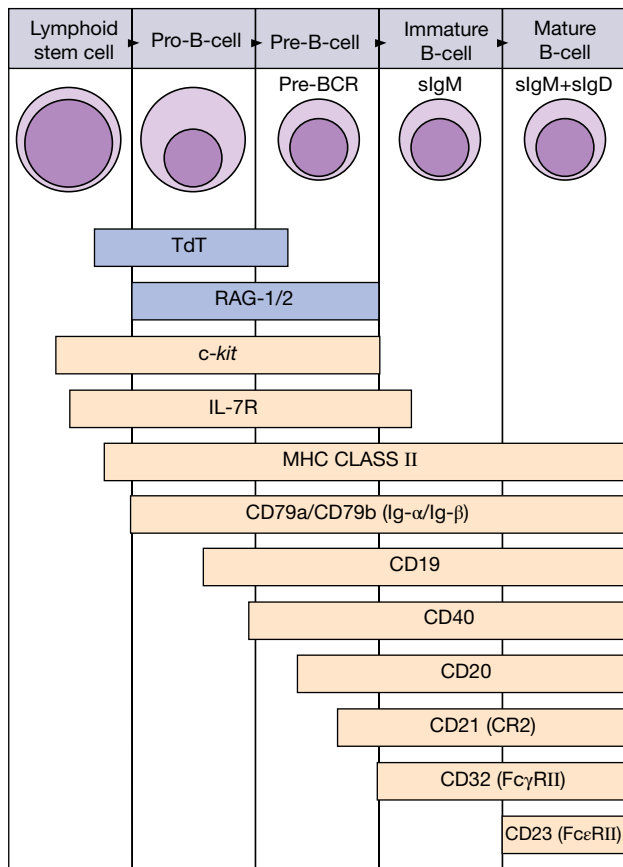 Lymphoid
stem cell
Pro-B-cell
Pre-B-cell
Immature
B-cell
Mature
B-cell
Pre-BCR
sIgM
sIgM+sIgD
TdT
RAG-1/2
c-kit
IL-7R
MHC CLASS II
CD79a/CD79b (Ig-α/Ig-β)
CD19
CD40
CD20
CD21 (CR2)
CD32 (FcγRII)
CD23 (FcεRII)